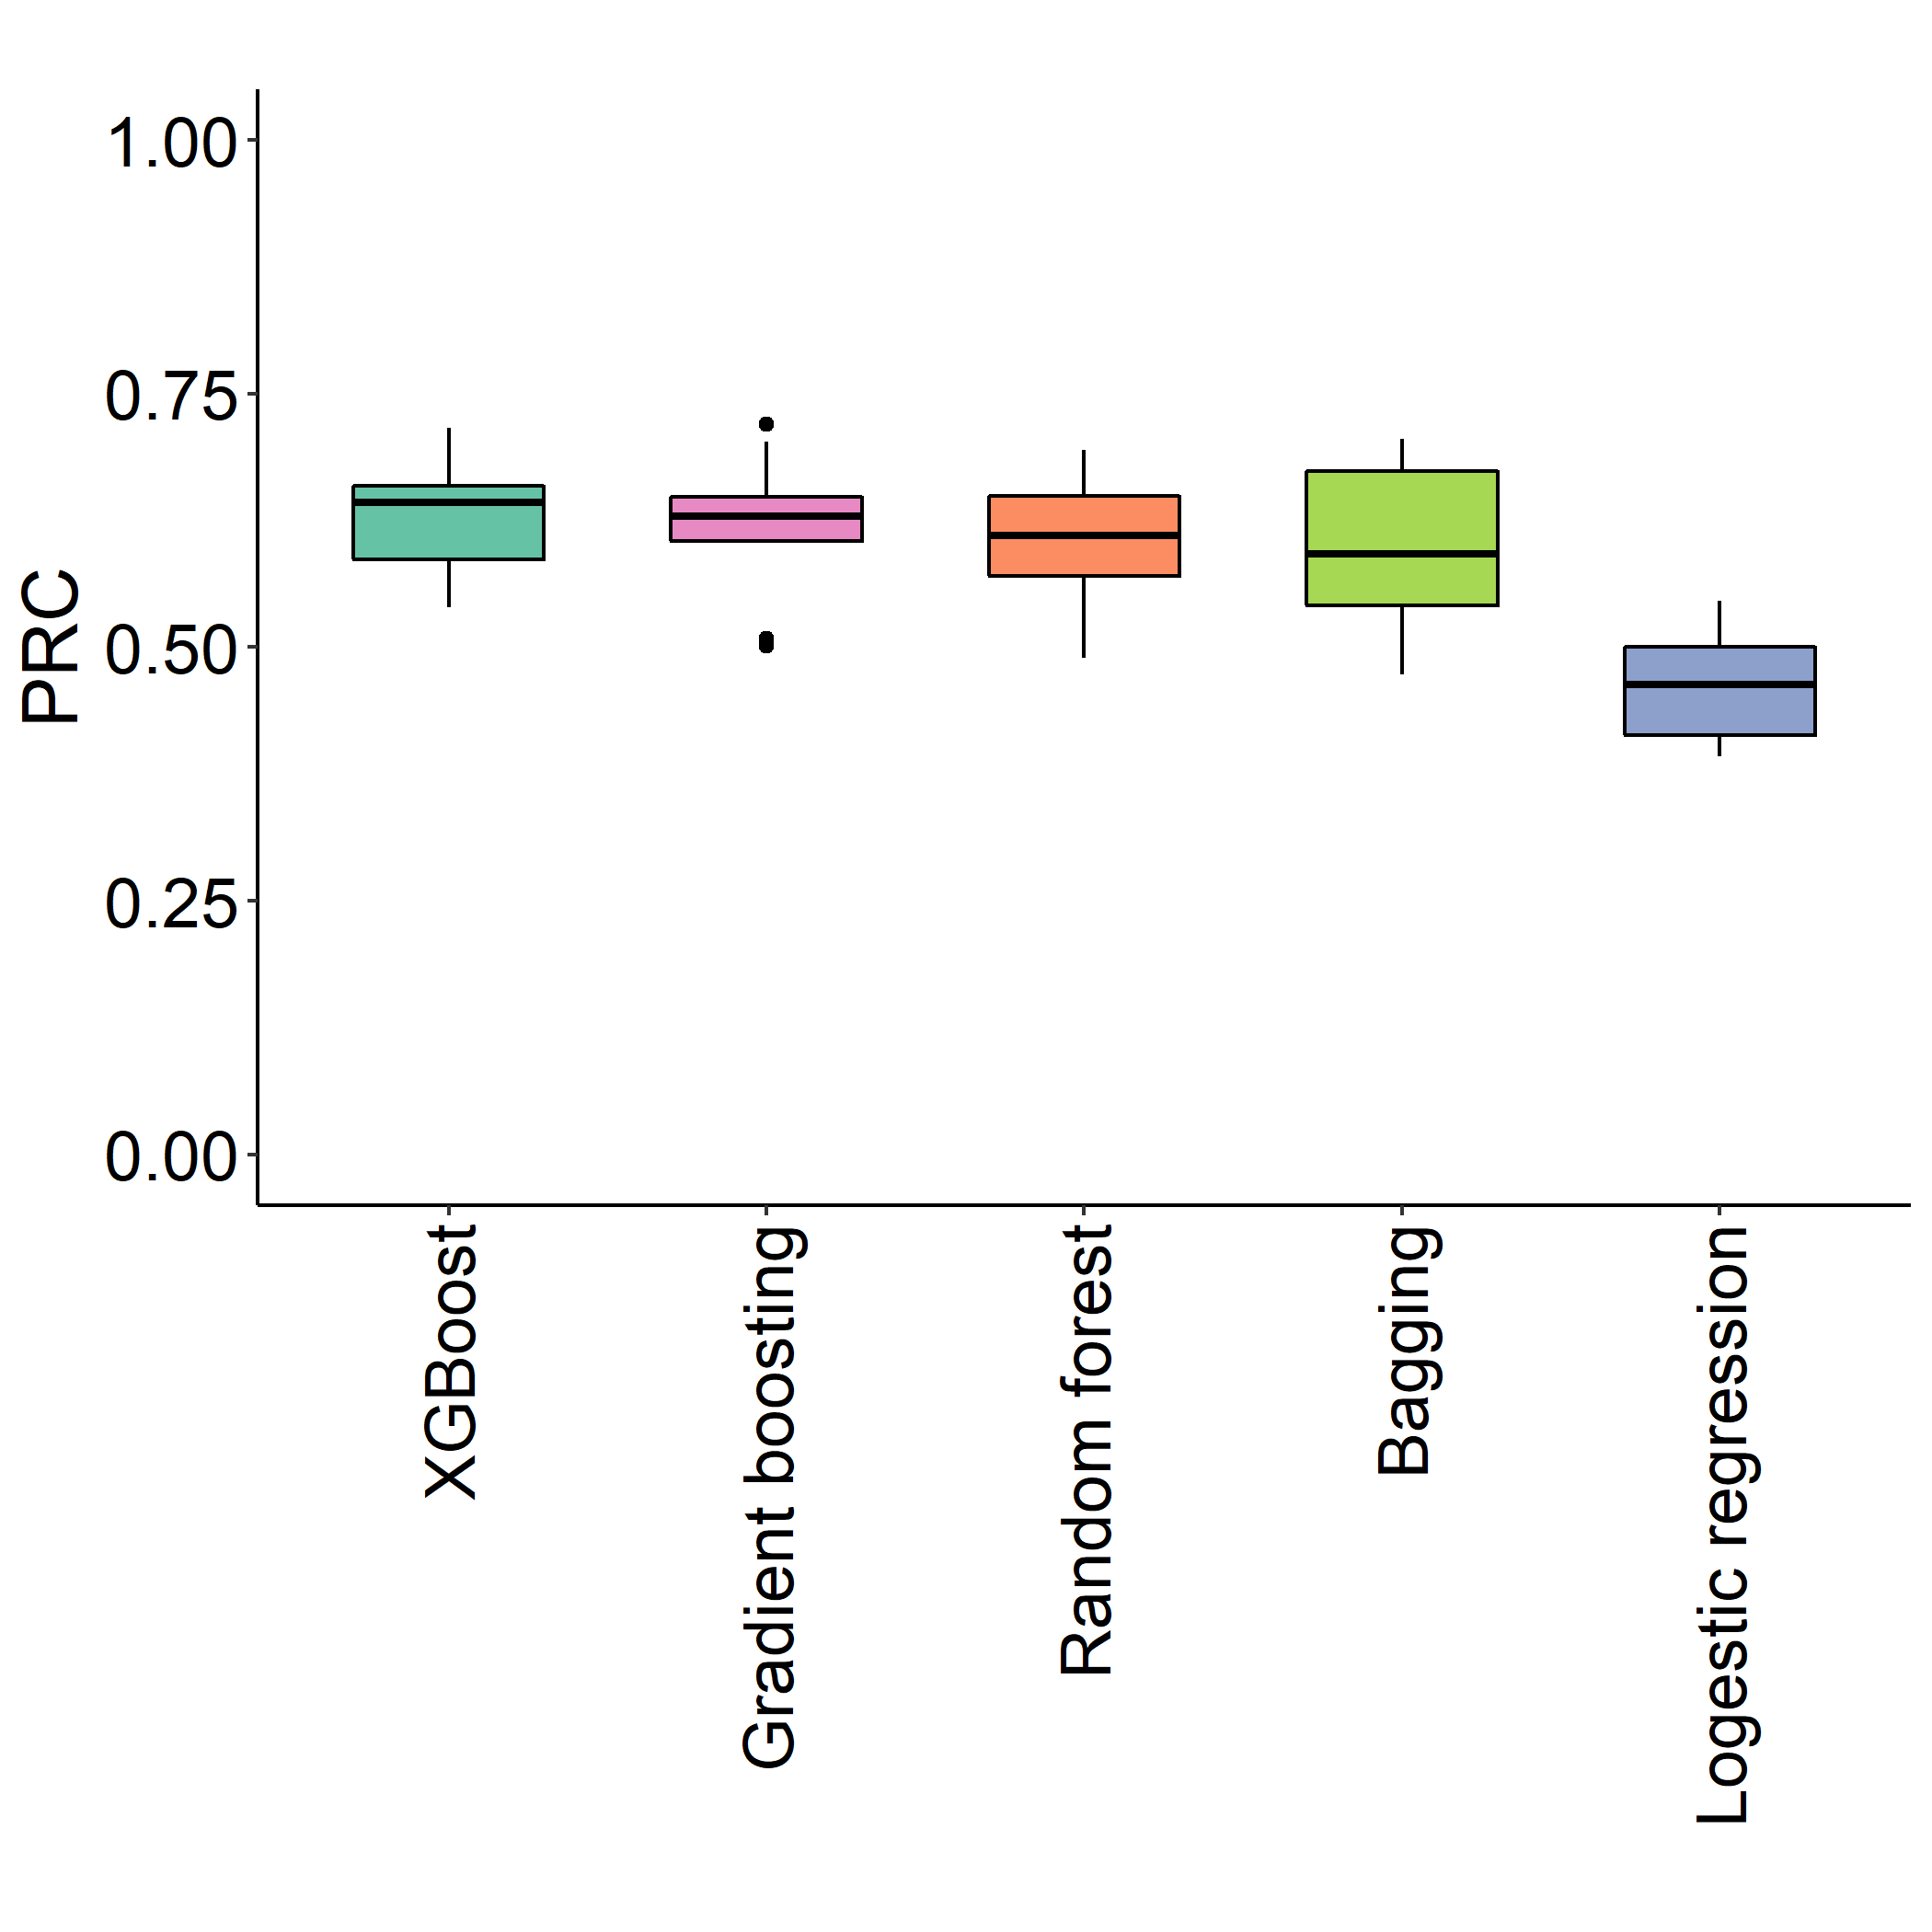 PRC
1.00
0.75
0.50
0.25
0.00
XGBoost
Gradient boosting
Random forest
Bagging
Logestic regression